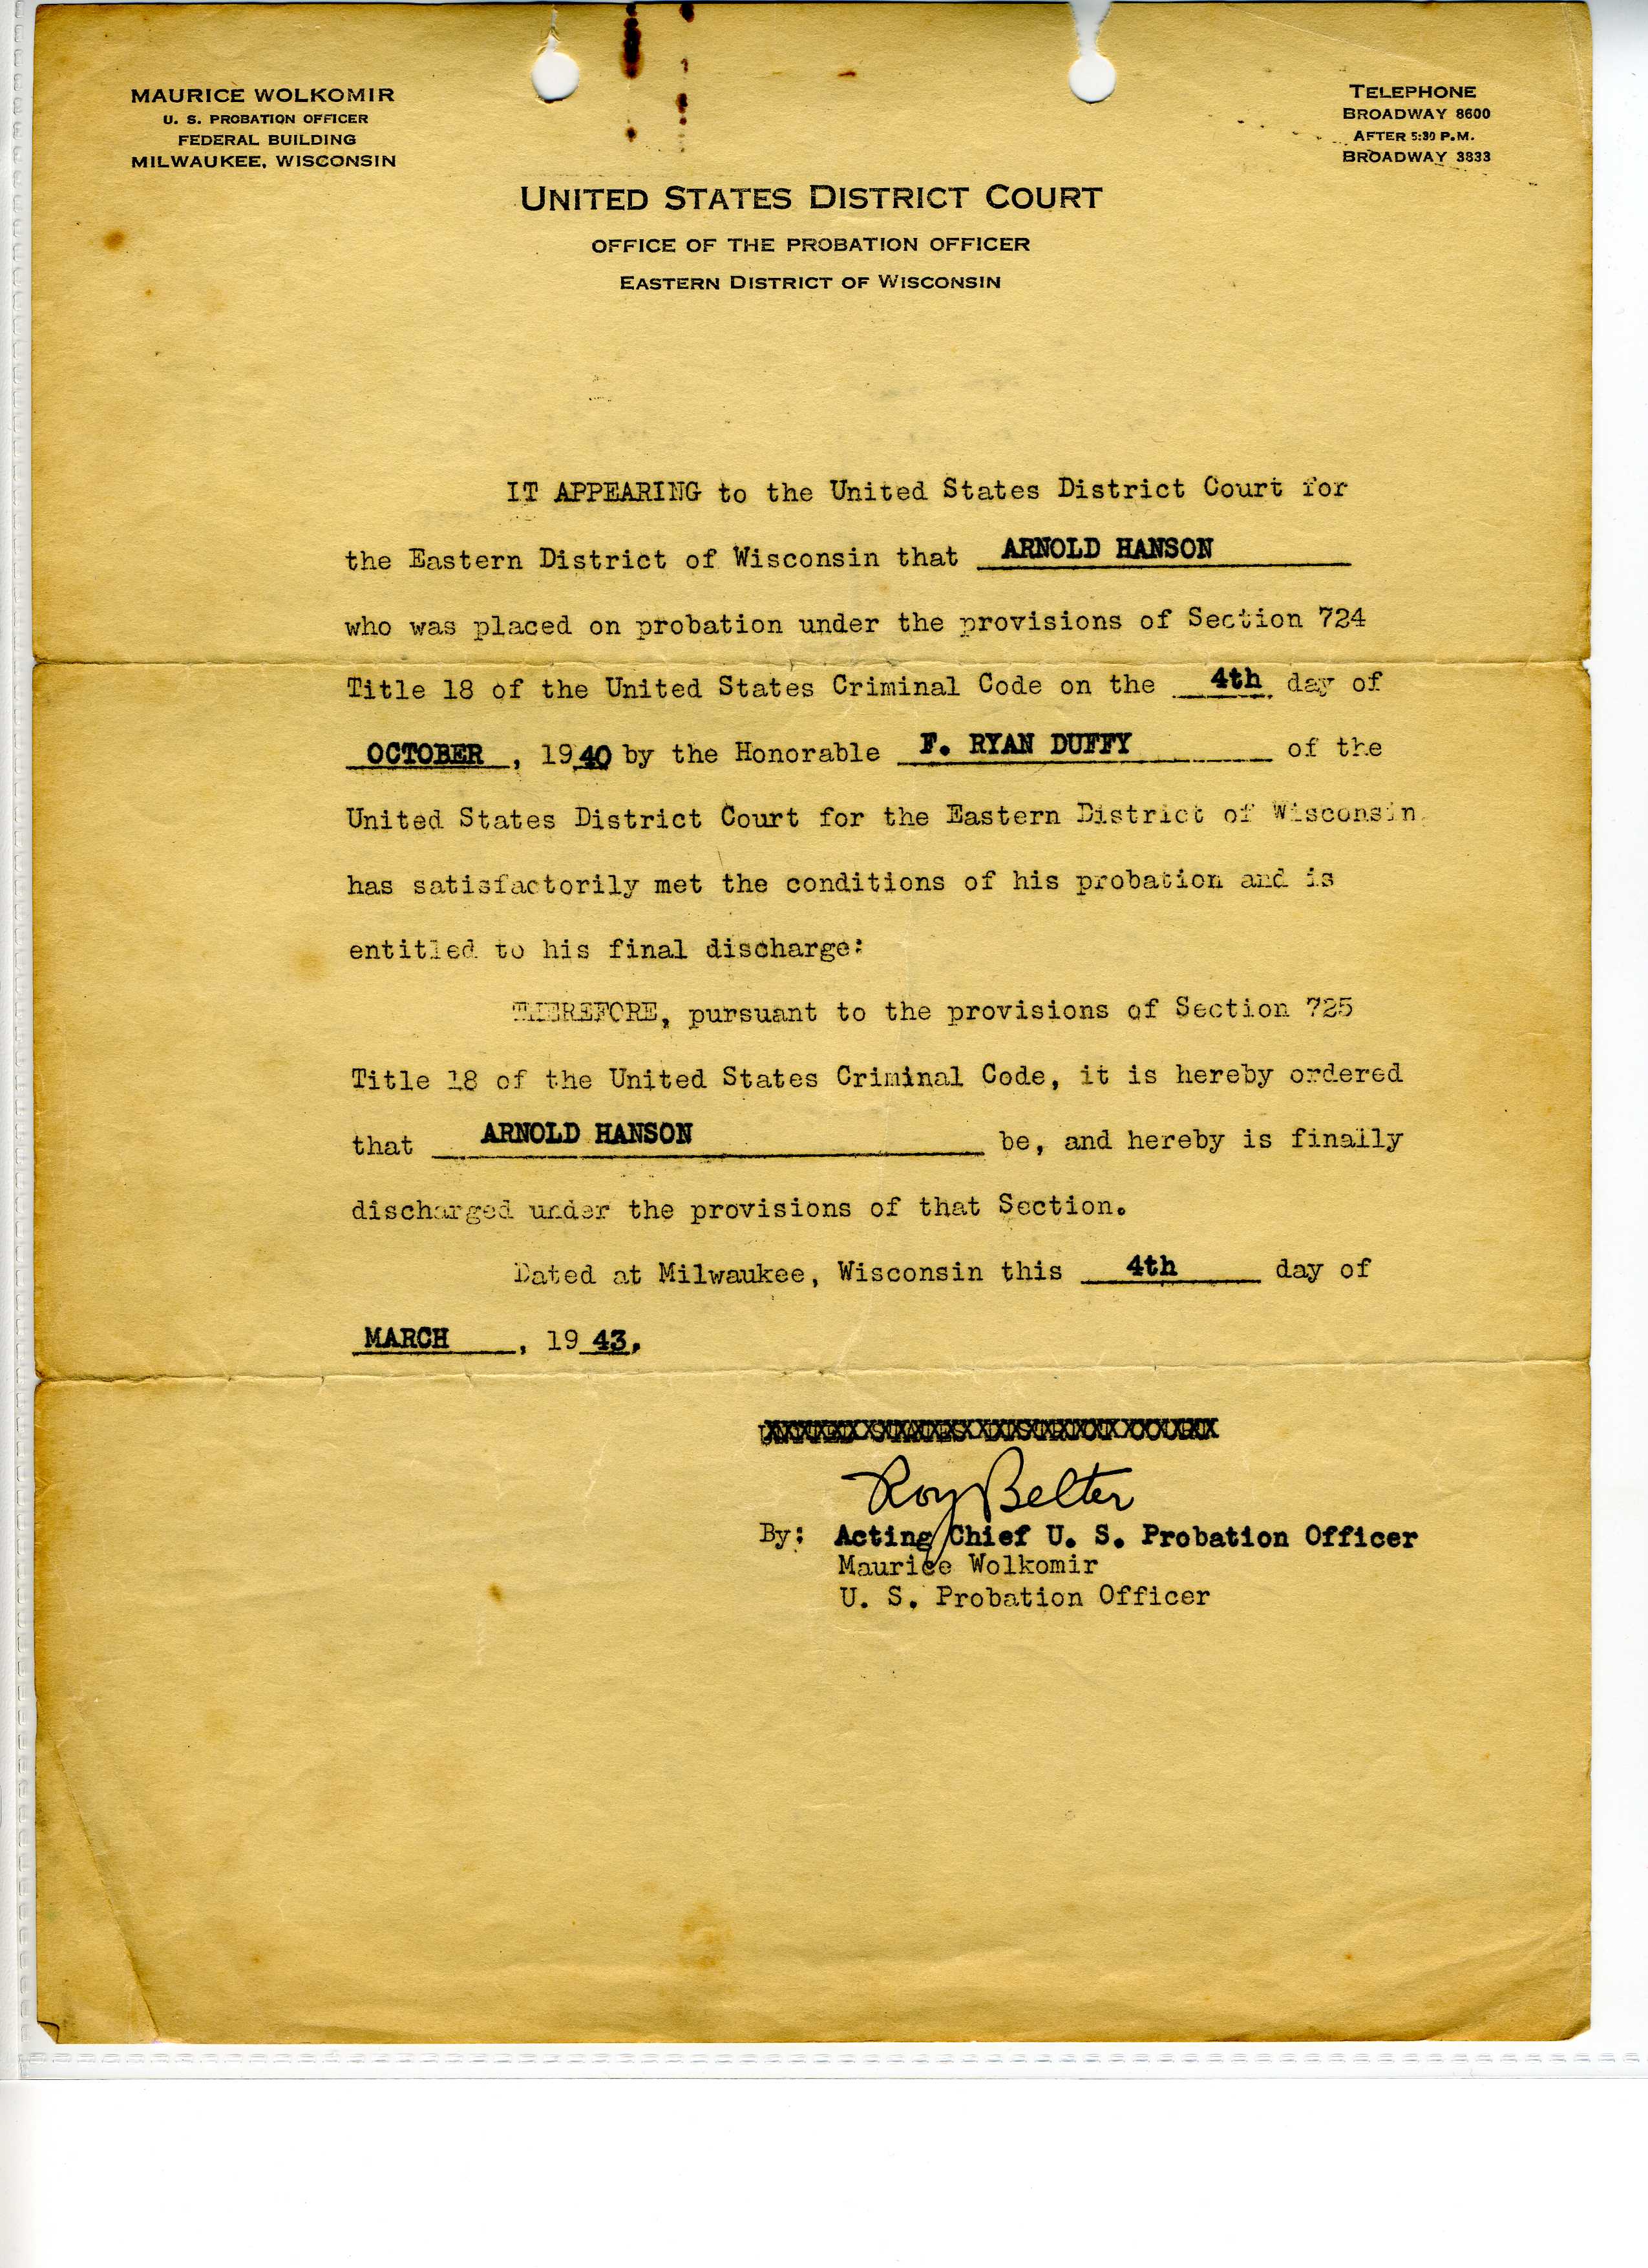 MAURICE WOLKOMIR
U. S. PROBATION OFFICER
FEDERAL BUILDING
MILWAUKEE, WISCONSIN
TELEPHONE
BROADWAY 8600
AFTER 5:30 P.M.
BROADWAY 3833
UNITED STATES DISTRICT COURT
OFFICE OF THE PROBATION OFFICER
EASTERN DISTRICT OF WISCONSIN
IT APPEARING to the United States District Court for
the Eastern District of Wisconsin that ARNOLD HANSON
who was placed on probation under the provisions of Section 724
Title 18 of the United States Criminal Code on the 4th day of
OCTOBER, 1940 by the Honorable F. RYAN DUFFY of the
United States District Court for the Eastern District of Wisconsin
has satisfactorily met the conditions of his probation and is
entitled to his final discharge:
THEREFORE, pursuant to the provisions of Section 725
Title 18 of the United States Criminal Code, it is hereby ordered
that ARNOLD HANSON be, and hereby is finally
discharged under the provisions of that Section.
Dated at Milwaukee, Wisconsin this 4th day of
MARCH, 1943.
Roy Belter
By: Acting Chief U. S. Probation Officer
Maurice Wolkomir
U. S. Probation Officer